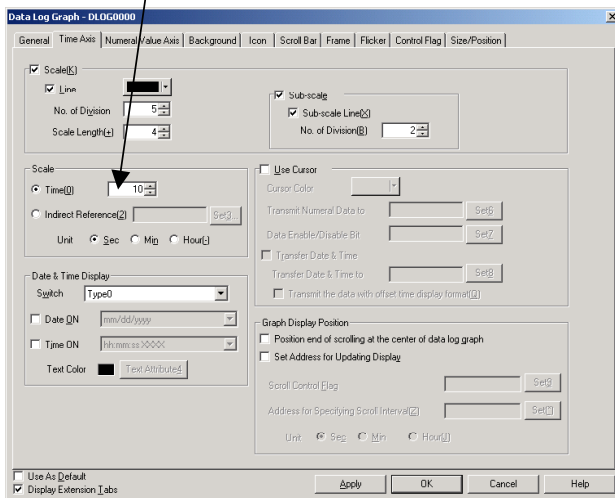 Data Log Graph - DLOG0000
General Time Axis Numeral Value Axis Background Icon Scroll Bar Frame Flicker Control Flag Size/Position
Scale(K)
Line
No. of Division 5
Scale Length(+) 4
Sub-scale
Sub-scale Line(X)
No. of Division(B) 2
Scale
Time(0) 10
Indirect Reference(2) Set3...
Unit Sec Min Hour(-)
Date & Time Display
Switch Type0
Date ON mm/dd/yyyy
Time ON hh:mm:ss XXXX
Text Color Text Attribute4
Use Cursor
Cursor Color
Transmit Numeral Data to Set6
Data Enable/Disable Bit Set7
Transfer Date & Time
Transfer Date & Time to Set8
Transmit the data with offset time display format(Q)
Graph Display Position
Position end of scrolling at the center of data log graph
Set Address for Updating Display
Scroll Control Flag Set9
Address for Specifying Scroll Interval(Z) Set(*)
Unit Sec Min Hour(J)
Use As Default
Display Extension Tabs
Apply OK Cancel Help